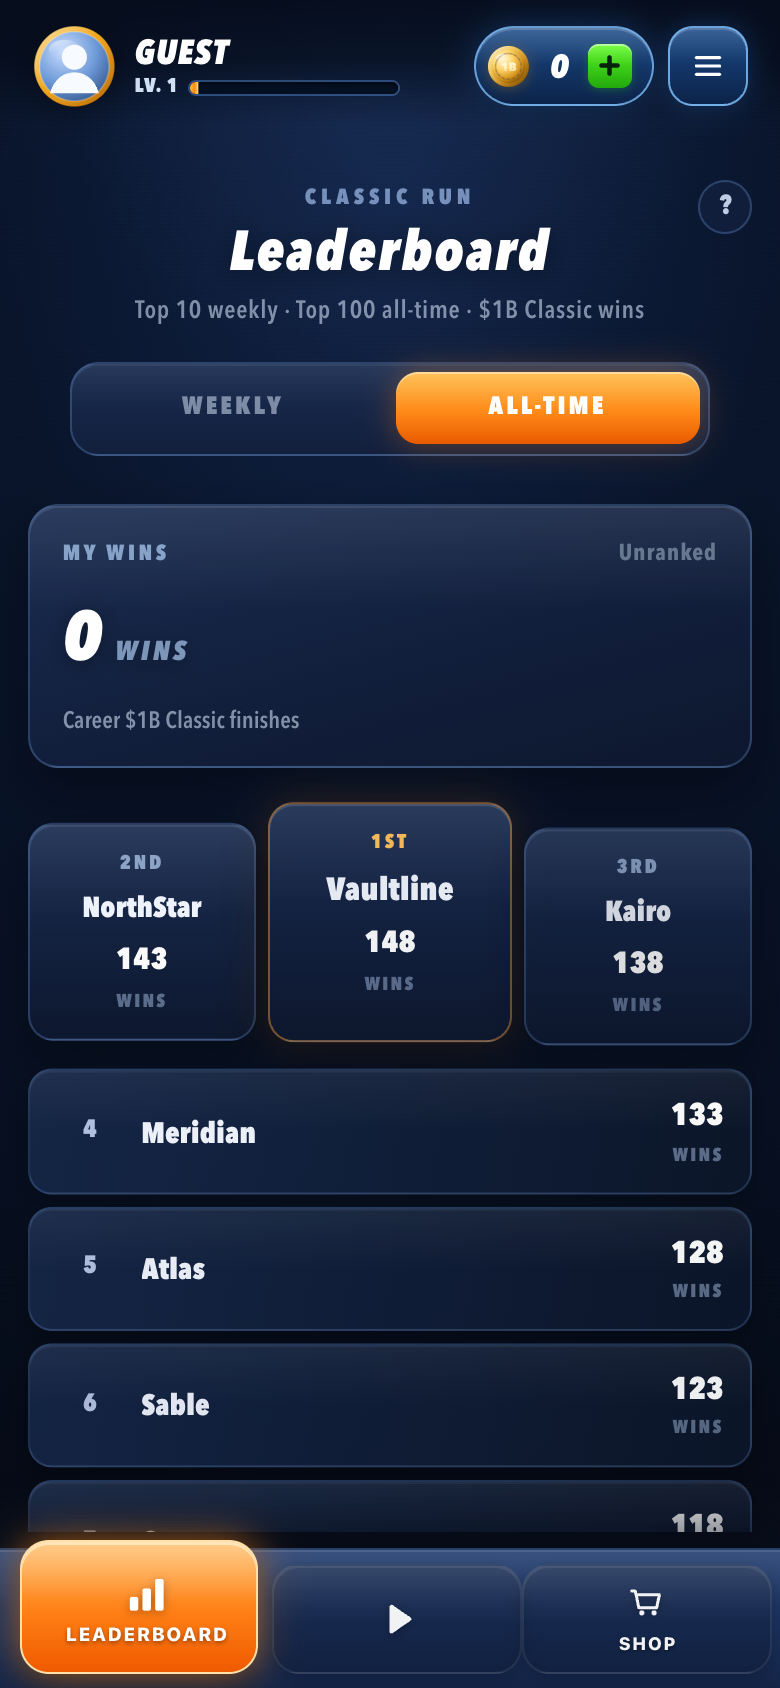 GUEST
LV. 1
1B
0
CLASSIC RUN
?
Leaderboard
Top 10 weekly · Top 100 all-time · $1B Classic wins
WEEKLY
ALL-TIME
MY WINS
Unranked
0 WINS
Career $1B Classic finishes
2ND
NorthStar
143
WINS
1ST
Vaultline
148
WINS
3RD
Kairo
138
WINS
4
Meridian
133
WINS
5
Atlas
128
WINS
6
Sable
123
WINS
118
LEADERBOARD
SHOP